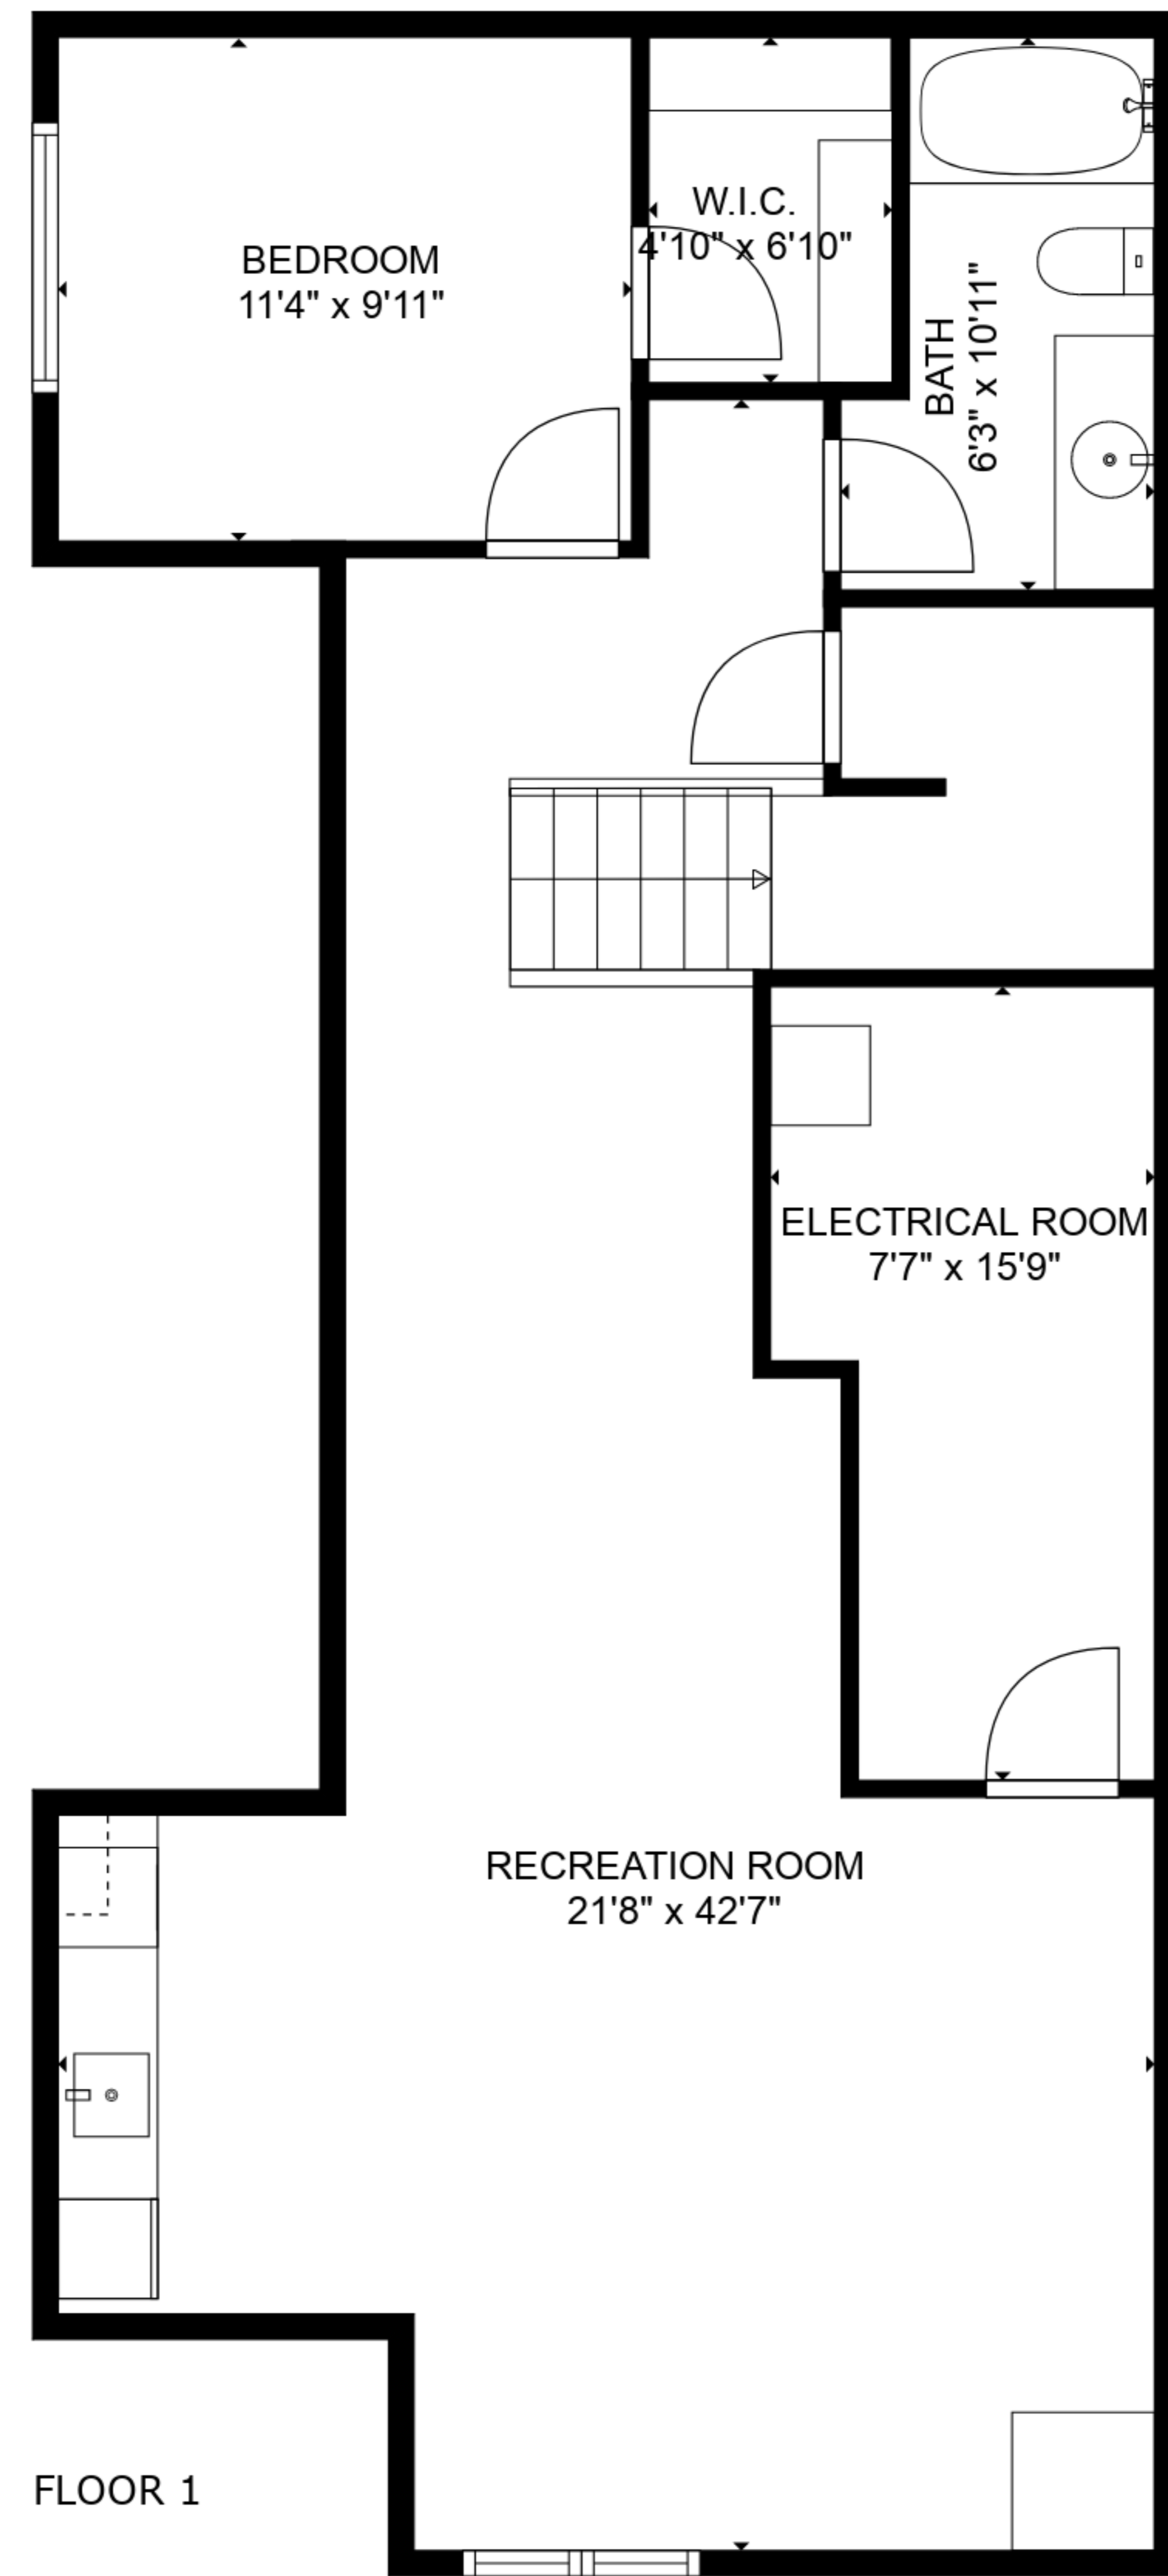 BEDROOM
11'4" x 9'11"
W.I.C.
4'10" x 6'10"
BATH
6'3" x 10'11"
ELECTRICAL ROOM
7'7" x 15'9"
RECREATION ROOM
21'8" x 42'7"
FLOOR 1